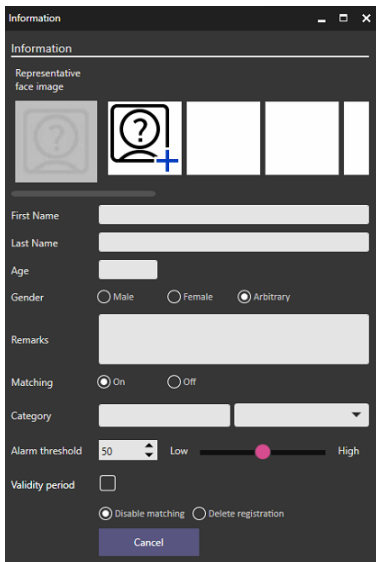 Information
Information
Representative
face image
First Name
Last Name
Age
Gender Male Female Arbitrary
Remarks
Matching On Off
Category
Alarm threshold 50 Low High
Validity period
Disable matching Delete registration
Cancel